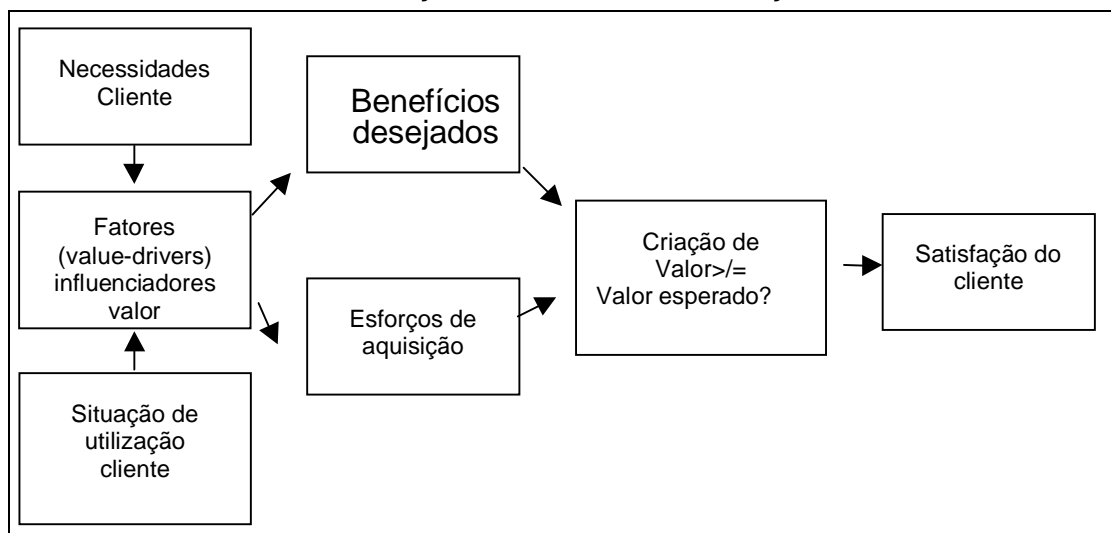 Necessidades
Cliente
Fatores
(value-drivers)
influenciadores
valor
Situação de
utilização
cliente
Benefícios
desejados
Esforços de
aquisição
Criação de
Valor>/=
Valor esperado?
Satisfação do
cliente